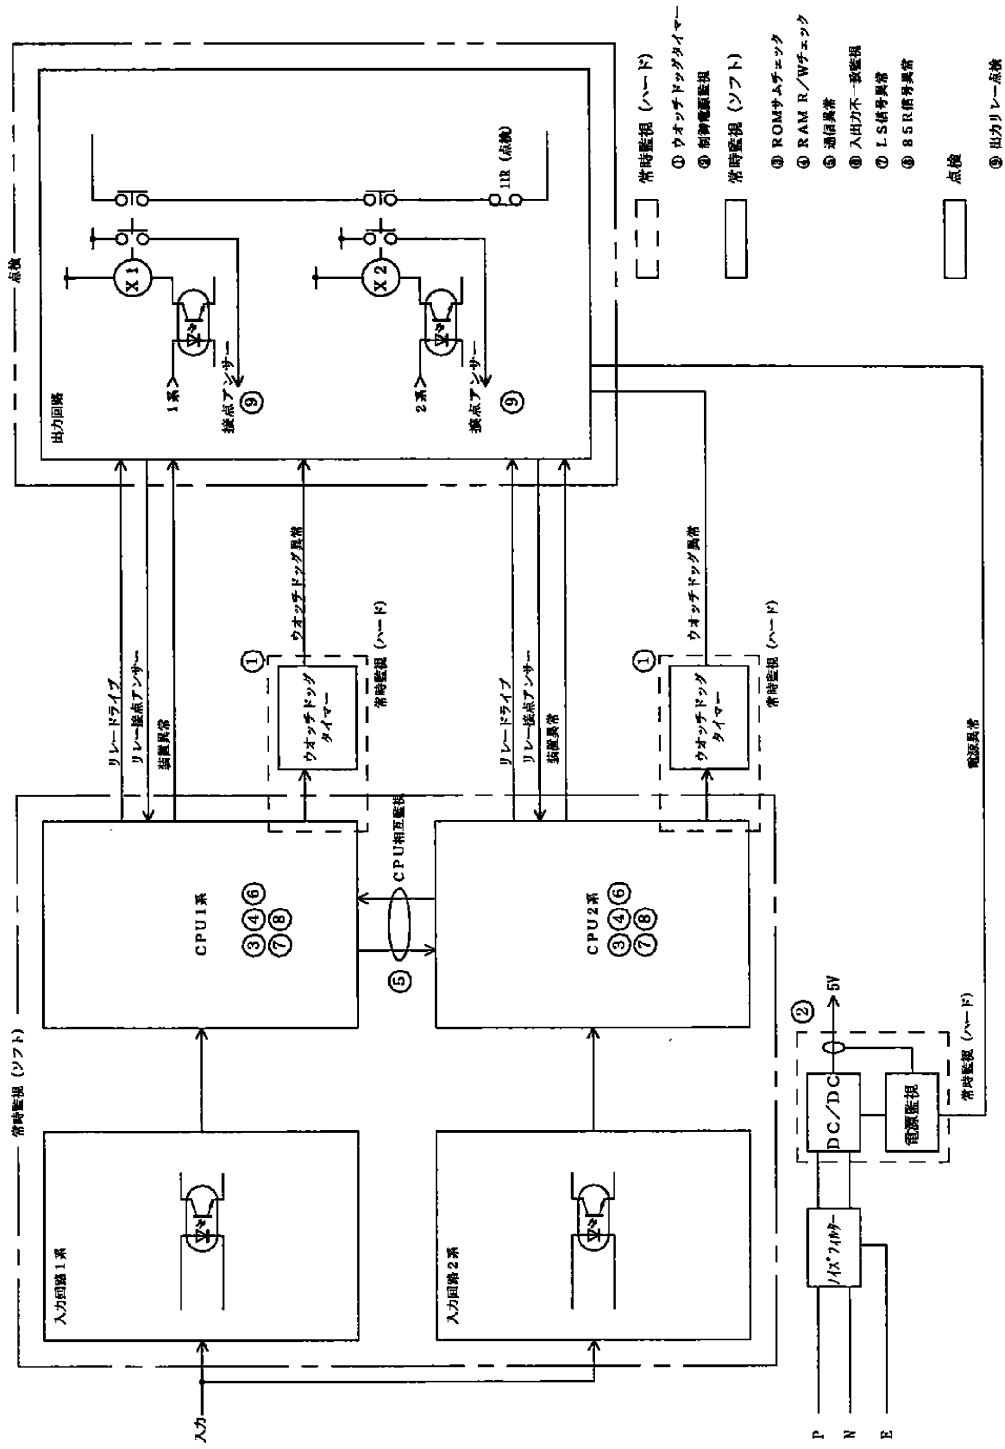 常時監視 (ソフト)
入力
入力回路1系
入力回路2系
CPU1系
③④⑥
⑦⑧
⑤
CPU相互監視
CPU2系
③④⑥
⑦⑧
リレードライブ
リレー接点アンサー
装置異常
①
ウオッチドッグ
タイマー
常時監視 (ハード)
ウオッチドッグ異常
リレードライブ
リレー接点アンサー
装置異常
①
ウオッチドッグ
タイマー
常時監視 (ハード)
ウオッチドッグ異常
点検
出力回路
1系
接点アンサー
⑨
X1
2系
接点アンサー
⑨
X2
11R (点検)
P
N
E
ノイズフィルター
DC/DC
電源監視
②
5V
常時監視 (ハード)
電源異常
常時監視 (ハード)
① ウオッチドッグタイマー
② 制御電源監視
常時監視 (ソフト)
③ ROMサムチェック
④ RAM R/Wチェック
⑤ 通信異常
⑥ 入出力不一致監視
⑦ LS信号異常
⑧ 85R信号異常
点検
⑨ 出力リレー点検